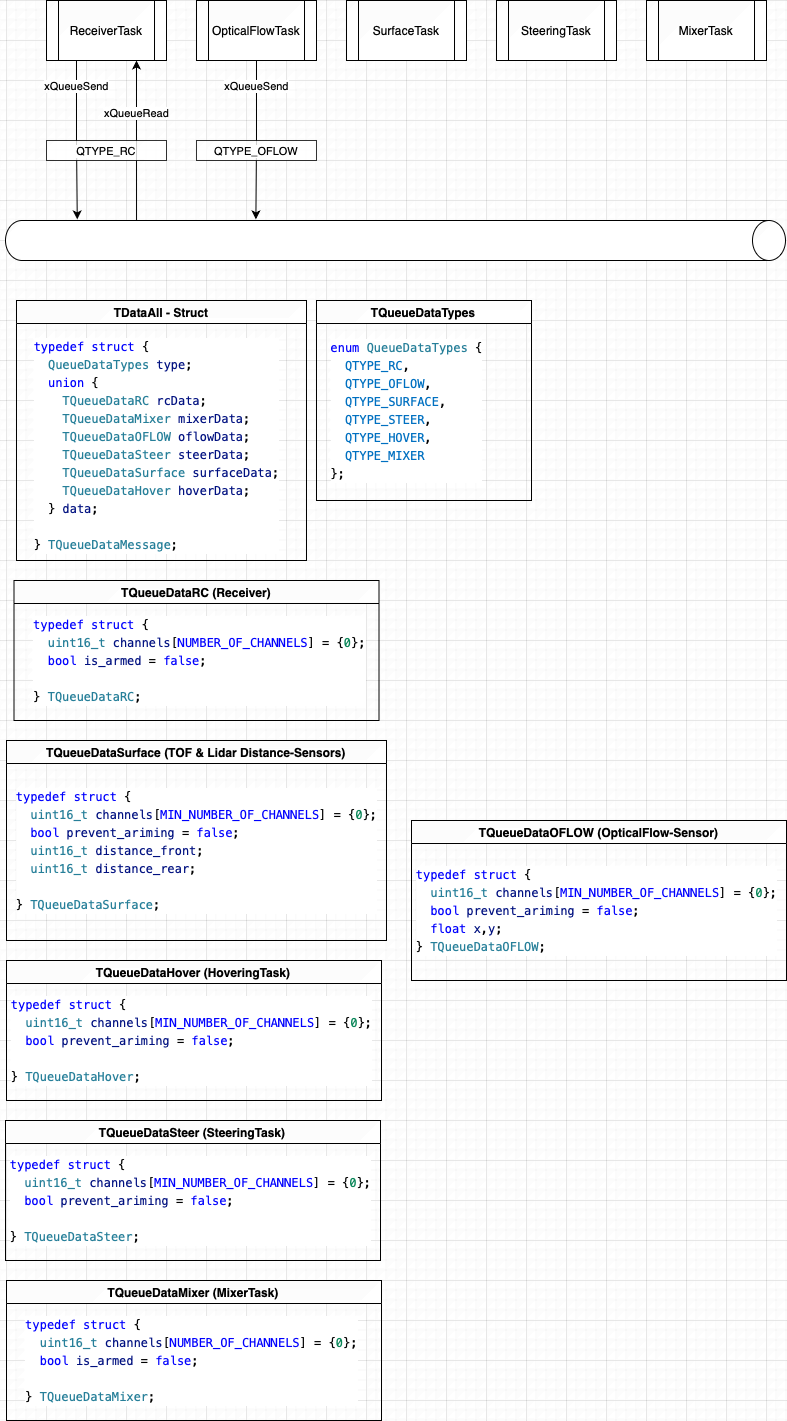 ReceiverTask
OpticalFlowTask
SurfaceTask
SteeringTask
MixerTask
xQueueSend
xQueueSend
xQueueRead
QTYPE_RC
QTYPE_OFLOW
TDataAll - Struct
typedef struct {
QueueDataTypes type;
union {
TQueueDataRC rcData;
TQueueDataMixer mixerData;
TQueueDataOFLOW oflowData;
TQueueDataSteer steerData;
TQueueDataSurface surfaceData;
TQueueDataHover hoverData;
} data;
} TQueueDataMessage;
TQueueDataTypes
enum QueueDataTypes {
QTYPE_RC,
QTYPE_OFLOW,
QTYPE_SURFACE,
QTYPE_STEER,
QTYPE_HOVER,
QTYPE_MIXER
};
TQueueDataRC (Receiver)
typedef struct {
uint16_t channels[NUMBER_OF_CHANNELS] = {0};
bool is_armed = false;
} TQueueDataRC;
TQueueDataSurface (TOF & Lidar Distance-Sensors)
typedef struct {
uint16_t channels[MIN_NUMBER_OF_CHANNELS] = {0};
bool prevent_ariming = false;
uint16_t distance_front;
uint16_t distance_rear;
} TQueueDataSurface;
TQueueDataOFLOW (OpticalFlow-Sensor)
typedef struct {
uint16_t channels[MIN_NUMBER_OF_CHANNELS] = {0};
bool prevent_ariming = false;
float x,y;
} TQueueDataOFLOW;
TQueueDataHover (HoveringTask)
typedef struct {
uint16_t channels[MIN_NUMBER_OF_CHANNELS] = {0};
bool prevent_ariming = false;
} TQueueDataHover;
TQueueDataSteer (SteeringTask)
typedef struct {
uint16_t channels[MIN_NUMBER_OF_CHANNELS] = {0};
bool prevent_ariming = false;
} TQueueDataSteer;
TQueueDataMixer (MixerTask)
typedef struct {
uint16_t channels[NUMBER_OF_CHANNELS] = {0};
bool is_armed = false;
} TQueueDataMixer;